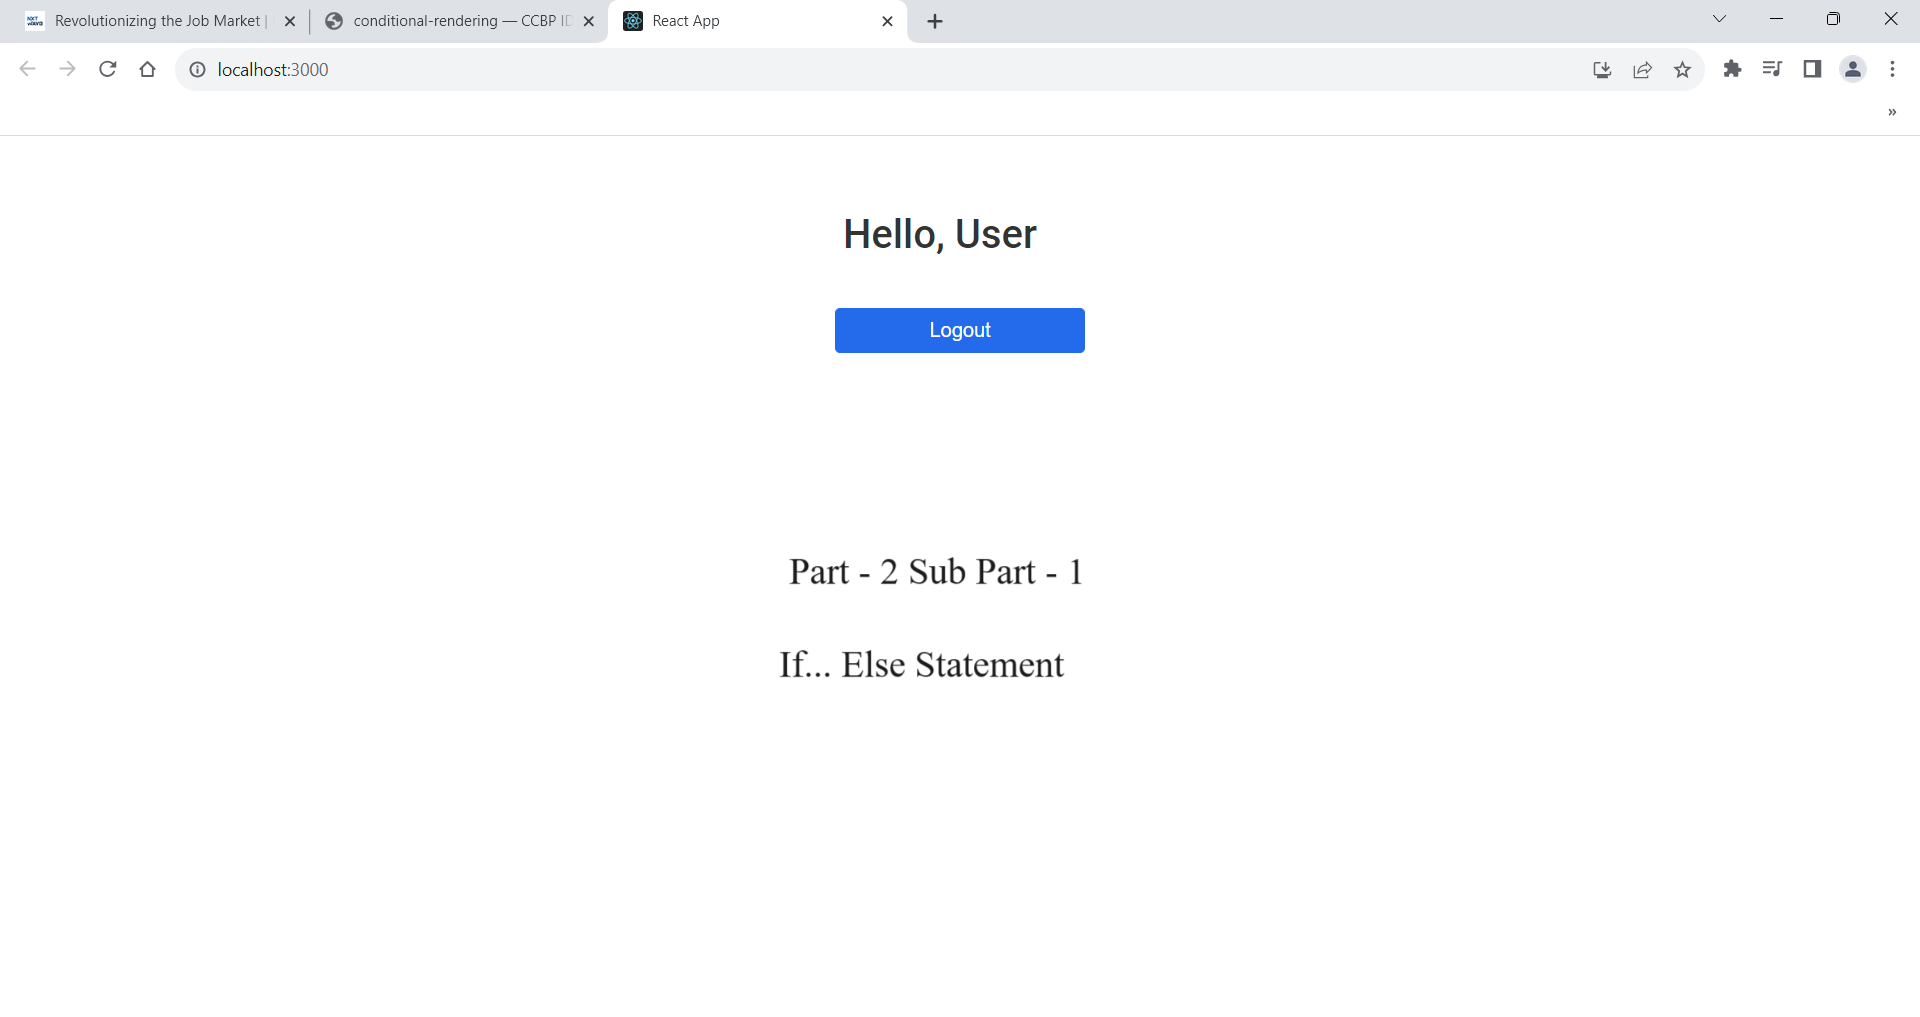 Revolutionizing the Job Market |
conditional-rendering — CCBP ID
React App
localhost:3000
Hello, User
Logout
Part - 2 Sub Part - 1
If... Else Statement